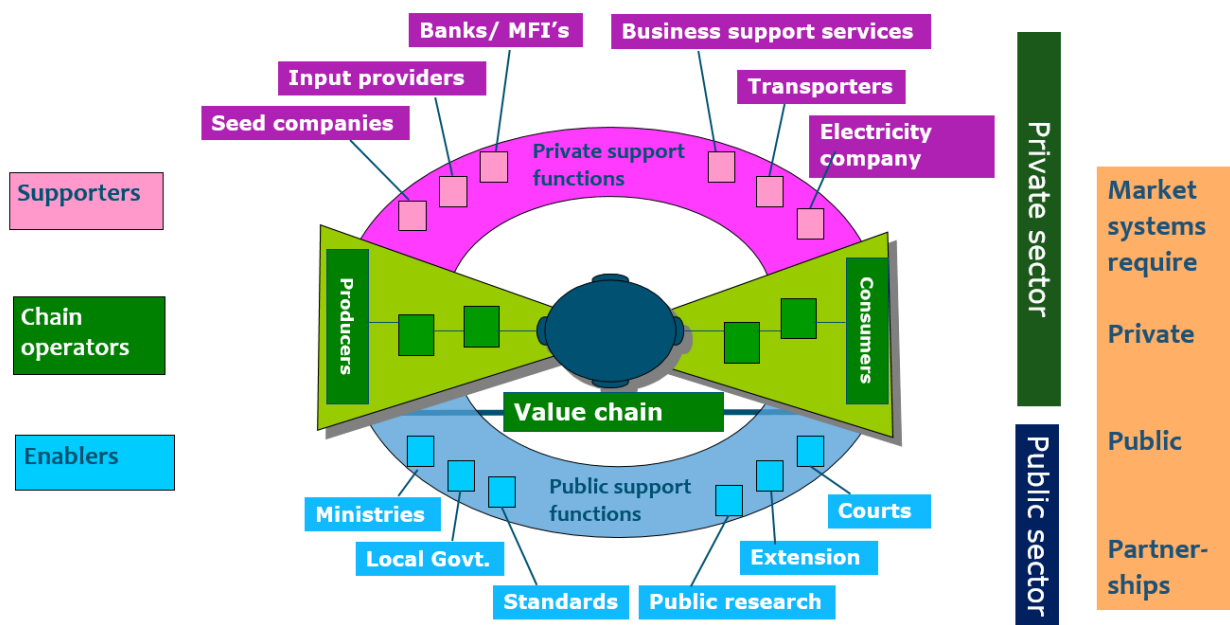 Banks/ MFI's
Business support services
Input providers
Transporters
Seed companies
Electricity
company
Private support
functions
Supporters
Chain
operators
Enablers
Producers
Consumers
Value chain
Public support
functions
Ministries
Local Govt.
Standards
Public research
Extension
Courts
Private sector
Public sector
Market
systems
require
Private
Public
Partner-
ships